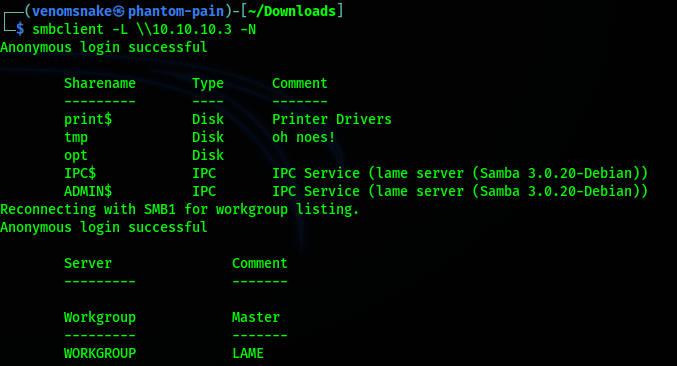 ┌──(venomsnake㉿phantom-pain)-[~/Downloads]
└─$ smbclient -L \\10.10.10.3 -N
Anonymous login successful
Sharename Type Comment
--------- ---- -------
print$ Disk Printer Drivers
tmp Disk oh noes!
opt Disk
IPC$ IPC IPC Service (lame server (Samba 3.0.20-Debian))
ADMIN$ IPC IPC Service (lame server (Samba 3.0.20-Debian))
Reconnecting with SMB1 for workgroup listing.
Anonymous login successful
Server Comment
--------- -------
Workgroup Master
--------- -------
WORKGROUP LAME